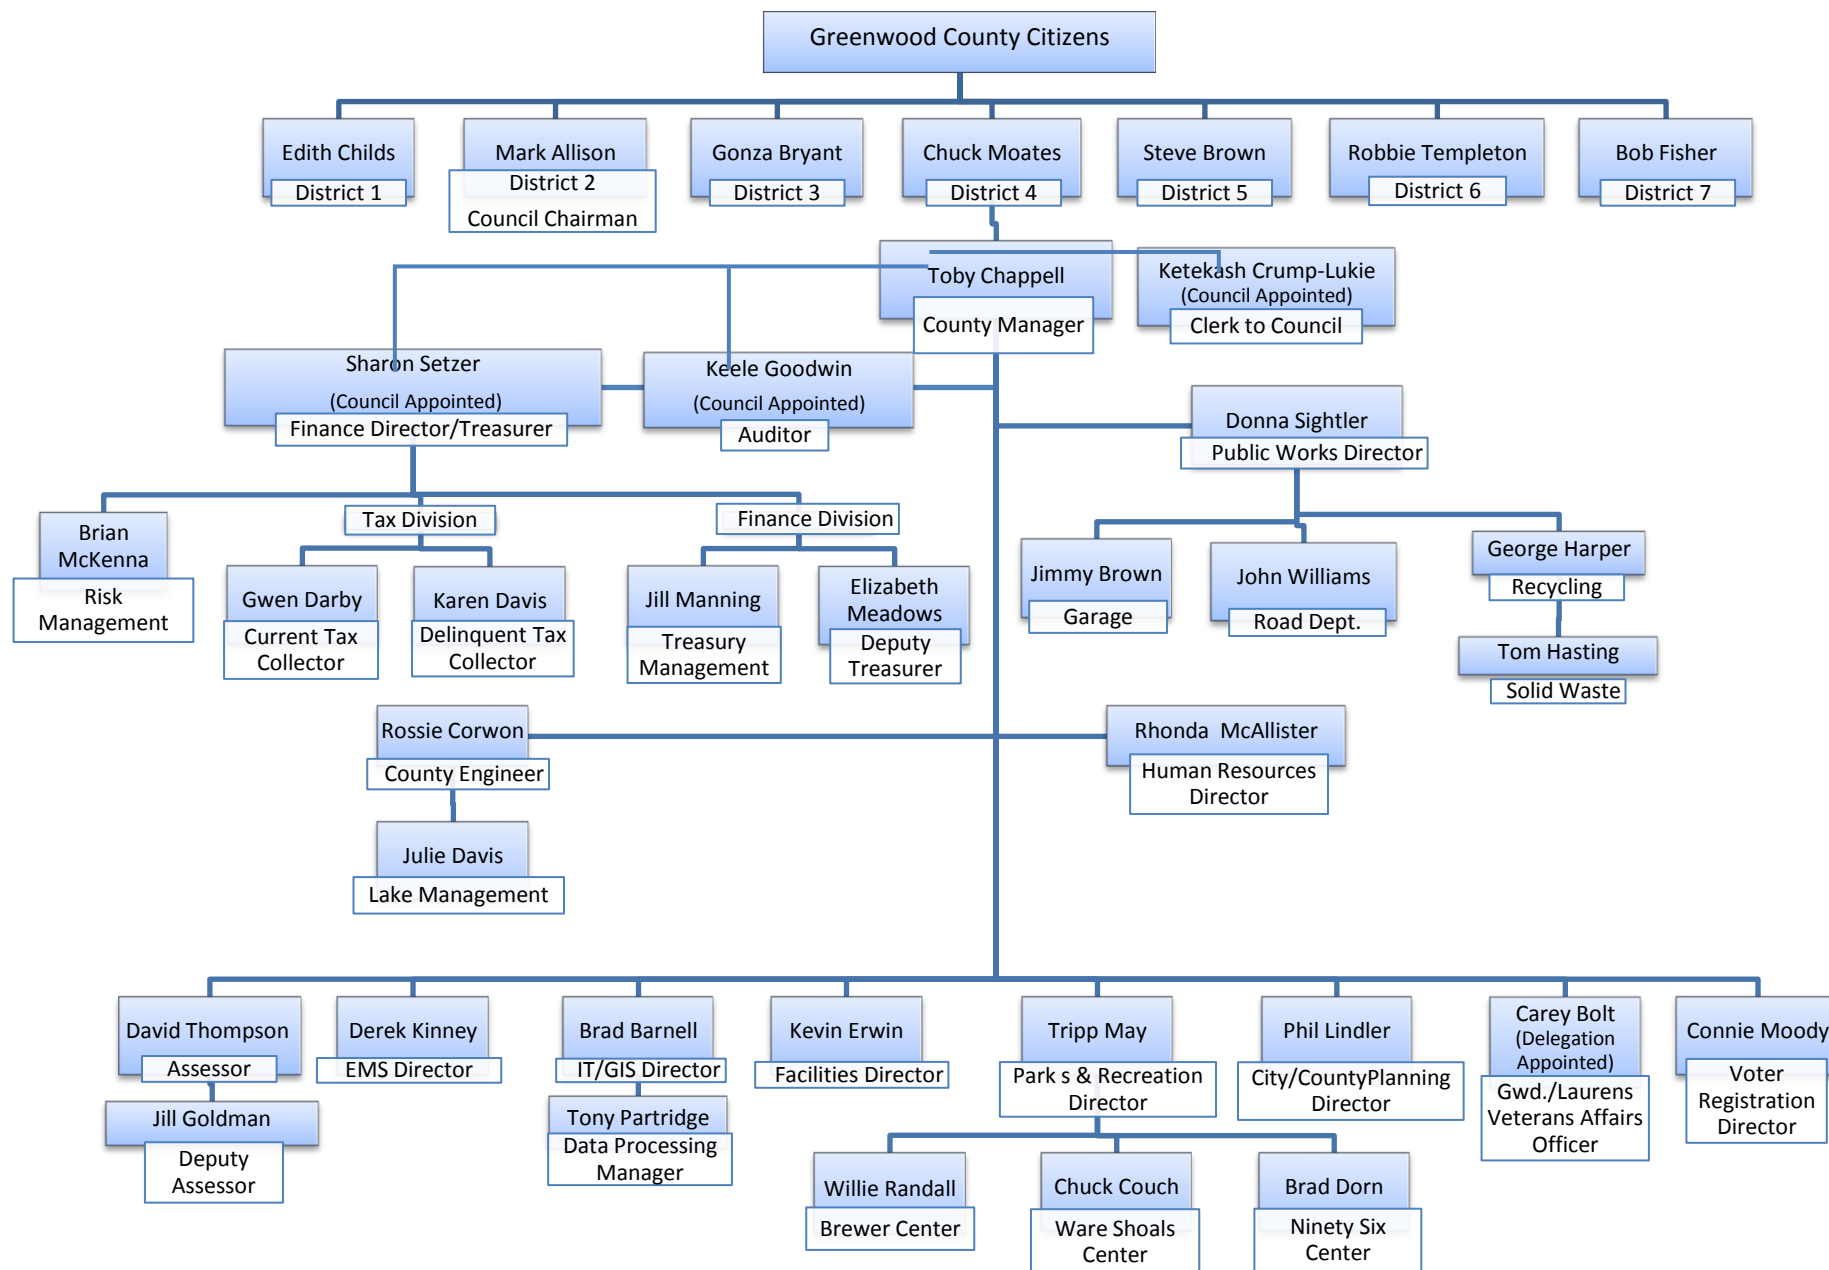 Greenwood County Citizens
Edith Childs
District 1
Mark Allison
District 2
Council Chairman
Gonza Bryant
District 3
Chuck Moates
District 4
Steve Brown
District 5
Robbie Templeton
District 6
Bob Fisher
District 7
Toby Chappell
County Manager
Ketekash Crump-Lukie
(Council Appointed)
Clerk to Council
Sharon Setzer
(Council Appointed)
Finance Director/Treasurer
Keele Goodwin
(Council Appointed)
Auditor
Donna Sightler
Public Works Director
Brian
McKenna
Risk
Management
Tax Division
Gwen Darby
Current Tax
Collector
Karen Davis
Delinquent Tax
Collector
Finance Division
Jill Manning
Treasury
Management
Elizabeth
Meadows
Deputy
Treasurer
Jimmy Brown
Garage
John Williams
Road Dept.
George Harper
Recycling
Tom Hasting
Solid Waste
Rossie Corwon
County Engineer
Rhonda  McAllister
Human Resources
Director
Julie Davis
Lake Management
David Thompson
Assessor
Jill Goldman
Deputy
Assessor
Derek Kinney
EMS Director
Brad Barnell
IT/GIS Director
Tony Partridge
Data Processing
Manager
Kevin Erwin
Facilities Director
Tripp May
Park s & Recreation
Director
Phil Lindler
City/CountyPlanning
Director
Carey Bolt
(Delegation
Appointed)
Gwd./Laurens
Veterans Affairs
Officer
Connie Moody
Voter
Registration
Director
Willie Randall
Brewer Center
Chuck Couch
Ware Shoals
Center
Brad Dorn
Ninety Six
Center